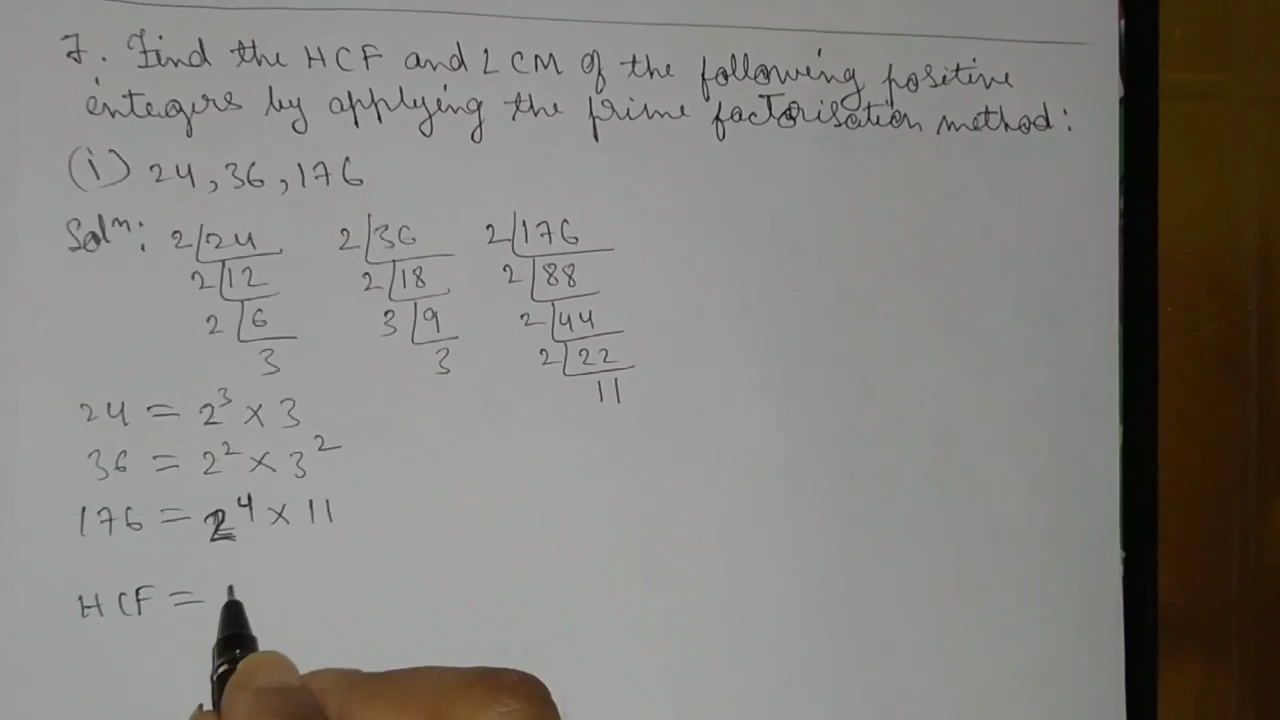 7. Find the HCF and LCM of the following positive
integers by applying the prime factorisation method:
(i) 24, 36, 176
Solⁿ: 2 24 2 36 2 176
2 12 2 18 2 88
2 6 3 9 2 44
3 3 2 22
11
24 = 2³ × 3
36 = 2² × 3²
176 = 2⁴ × 11
HCF =